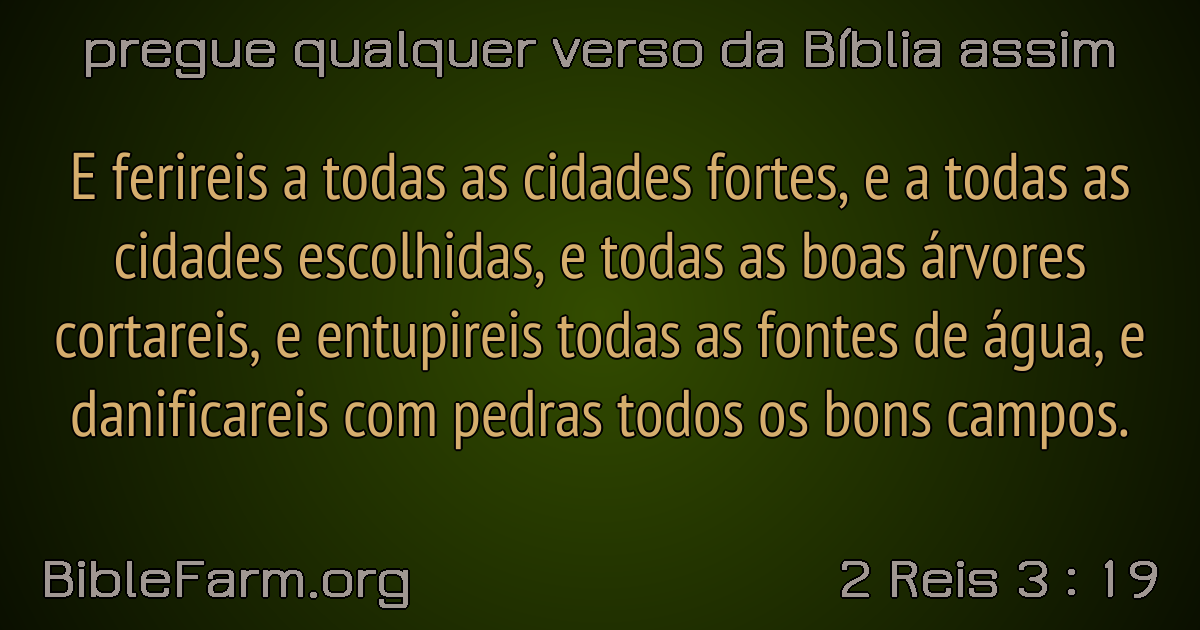 pregue qualquer verso da Bíblia assim
E ferireis a todas as cidades fortes, e a todas as
cidades escolhidas, e todas as boas árvores
cortareis, e entupireis todas as fontes de água, e
danificareis com pedras todos os bons campos.
BibleFarm.org
2 Reis 3 : 19